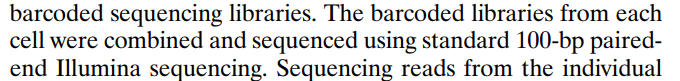 barcoded sequencing libraries. The barcoded libraries from each
cell were combined and sequenced using standard 100-bp paired-
end Illumina sequencing. Sequencing reads from the individual